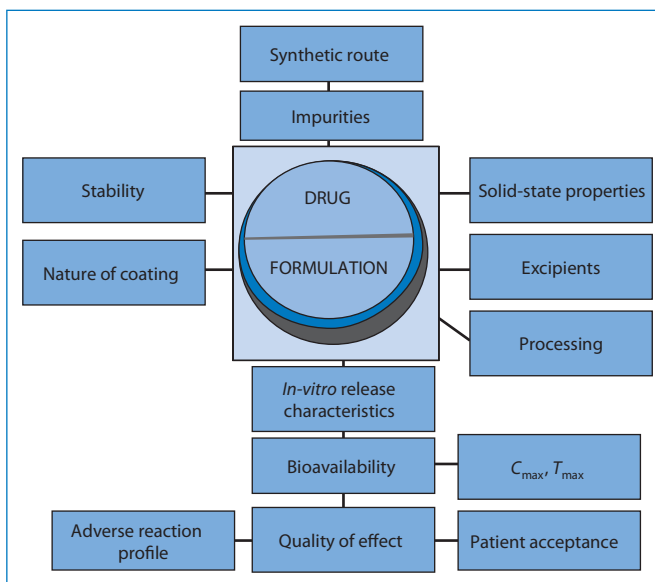 Synthetic route
Impurities
Stability
DRUG
Solid-state properties
Nature of coating
FORMULATION
Excipients
Processing
In-vitro release
characteristics
Bioavailability
Cmax, Tmax
Adverse reaction
profile
Quality of effect
Patient acceptance